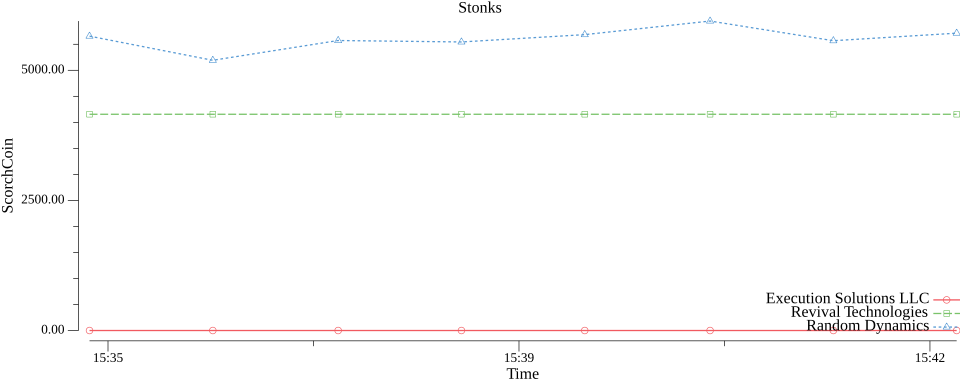 Stonks
ScorchCoin
5000.00
2500.00
0.00
Execution Solutions LLC
Revival Technologies
Random Dynamics
15:35 15:39 15:42
Time